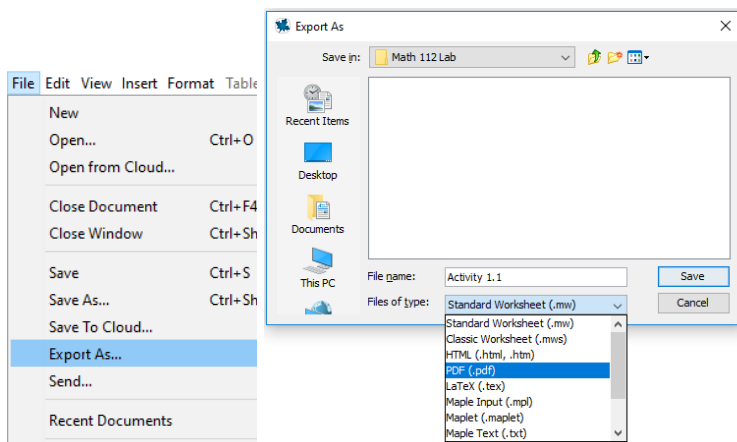 File Edit View Insert Format Table
New
Open... Ctrl+O
Open from Cloud...
Close Document Ctrl+F4
Close Window Ctrl+Sh
Save Ctrl+S
Save As... Ctrl+Sh
Save To Cloud...
Export As...
Send...
Recent Documents
Export As
Save in: Math 112 Lab
Recent Items
Desktop
Documents
This PC
File name: Activity 1.1 Save
Files of type: Standard Worksheet (.mw) Cancel
Standard Worksheet (.mw)
Classic Worksheet (.mws)
HTML (.html, .htm)
PDF (.pdf)
LaTeX (.tex)
Maple Input (.mpl)
Maplet (.maplet)
Maple Text (.txt)